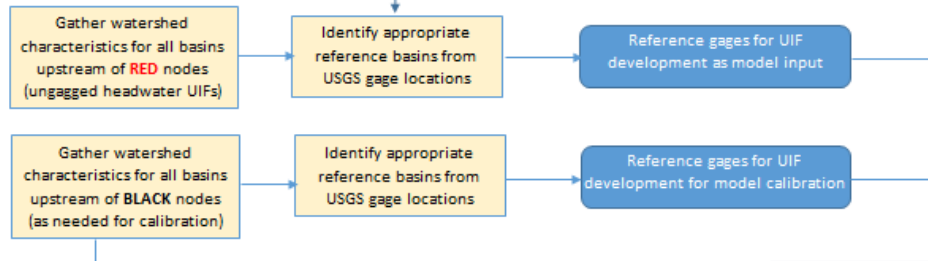 Gather watershed
characteristics for all basins
upstream of RED nodes
(ungagged headwater UIFs)
Identify appropriate
reference basins from
USGS gage locations
Reference gages for UIF
development as model input
Gather watershed
characteristics for all basins
upstream of BLACK nodes
(as needed for calibration)
Identify appropriate
reference basins from
USGS gage locations
Reference gages for UIF
development for model calibration